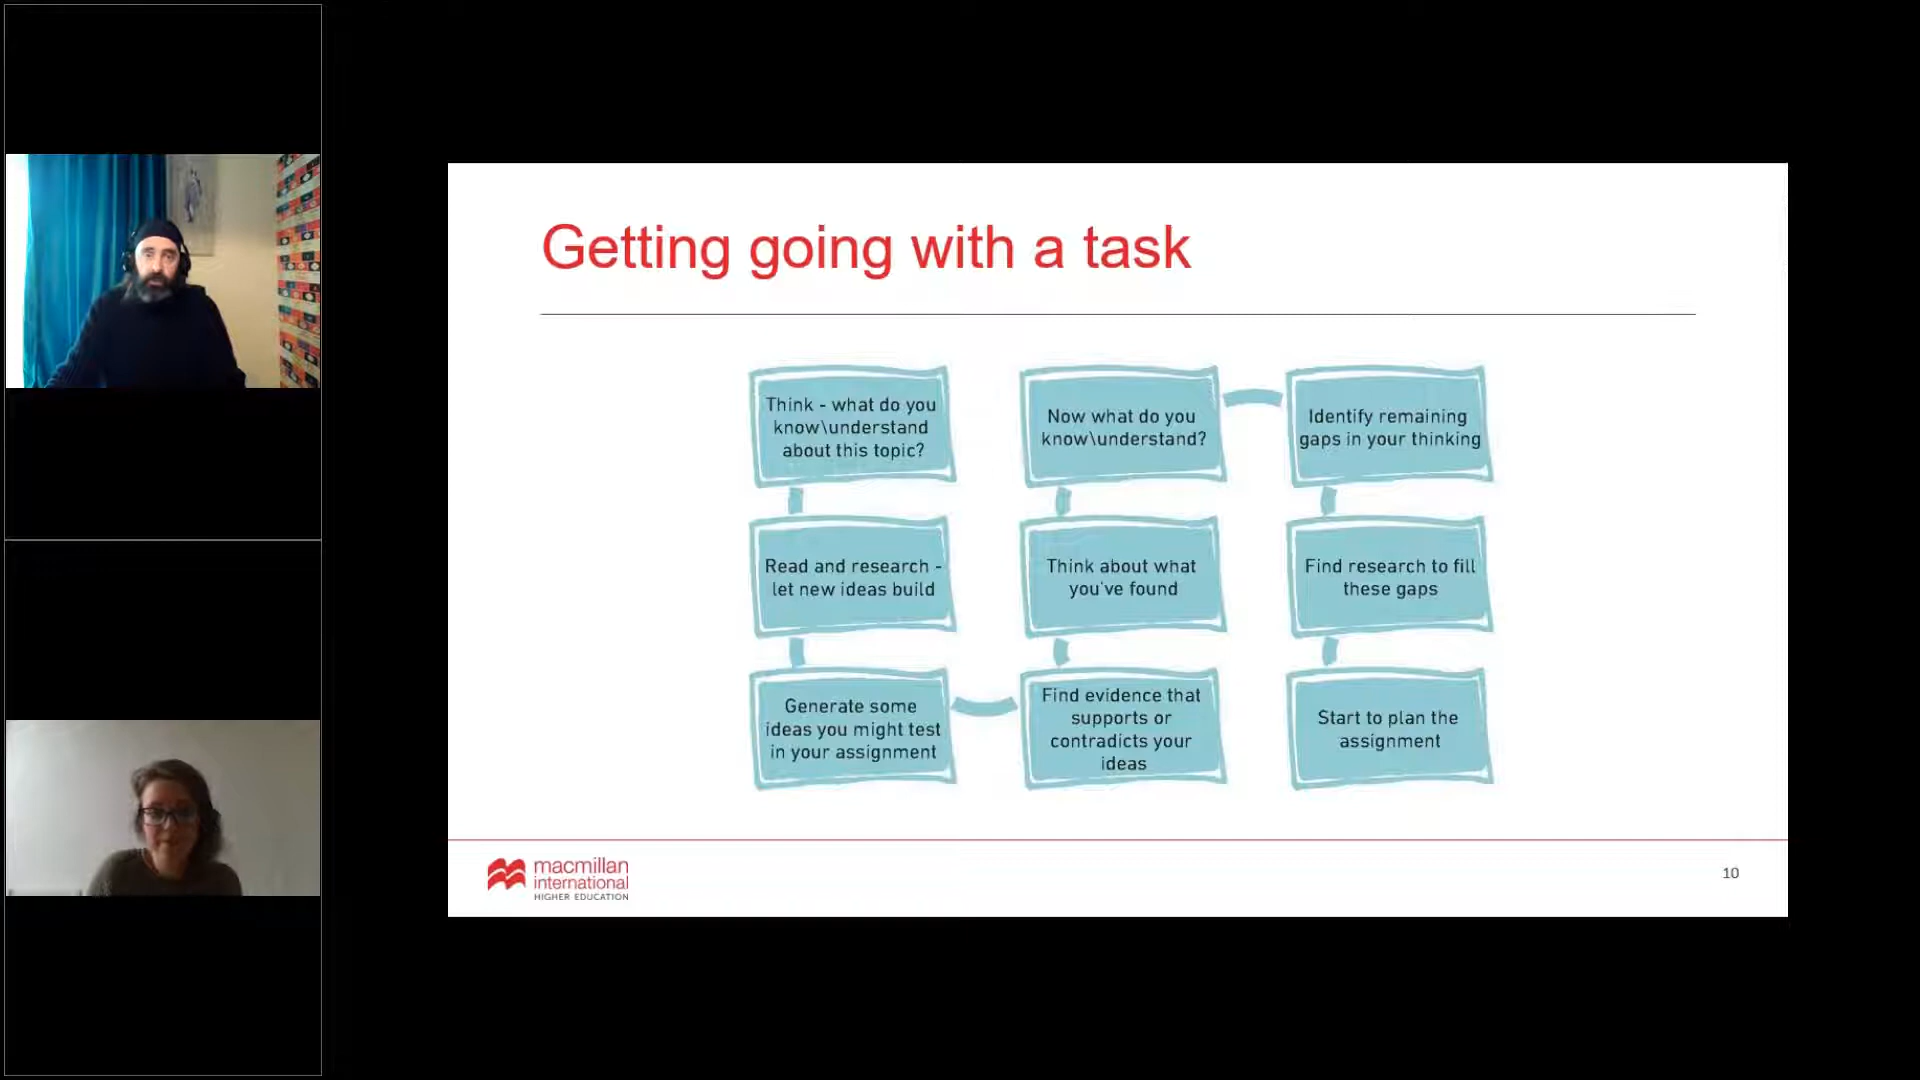 Getting going with a task
Think - what do you
know\understand
about this topic?
Read and research -
let new ideas build
Generate some
ideas you might test
in your assignment
Find evidence that
supports or
contradicts your
ideas
Think about what
you've found
Now what do you
know\understand?
Identify remaining
gaps in your thinking
Find research to fill
these gaps
Start to plan the
assignment
macmillan
international
HIGHER EDUCATION
10